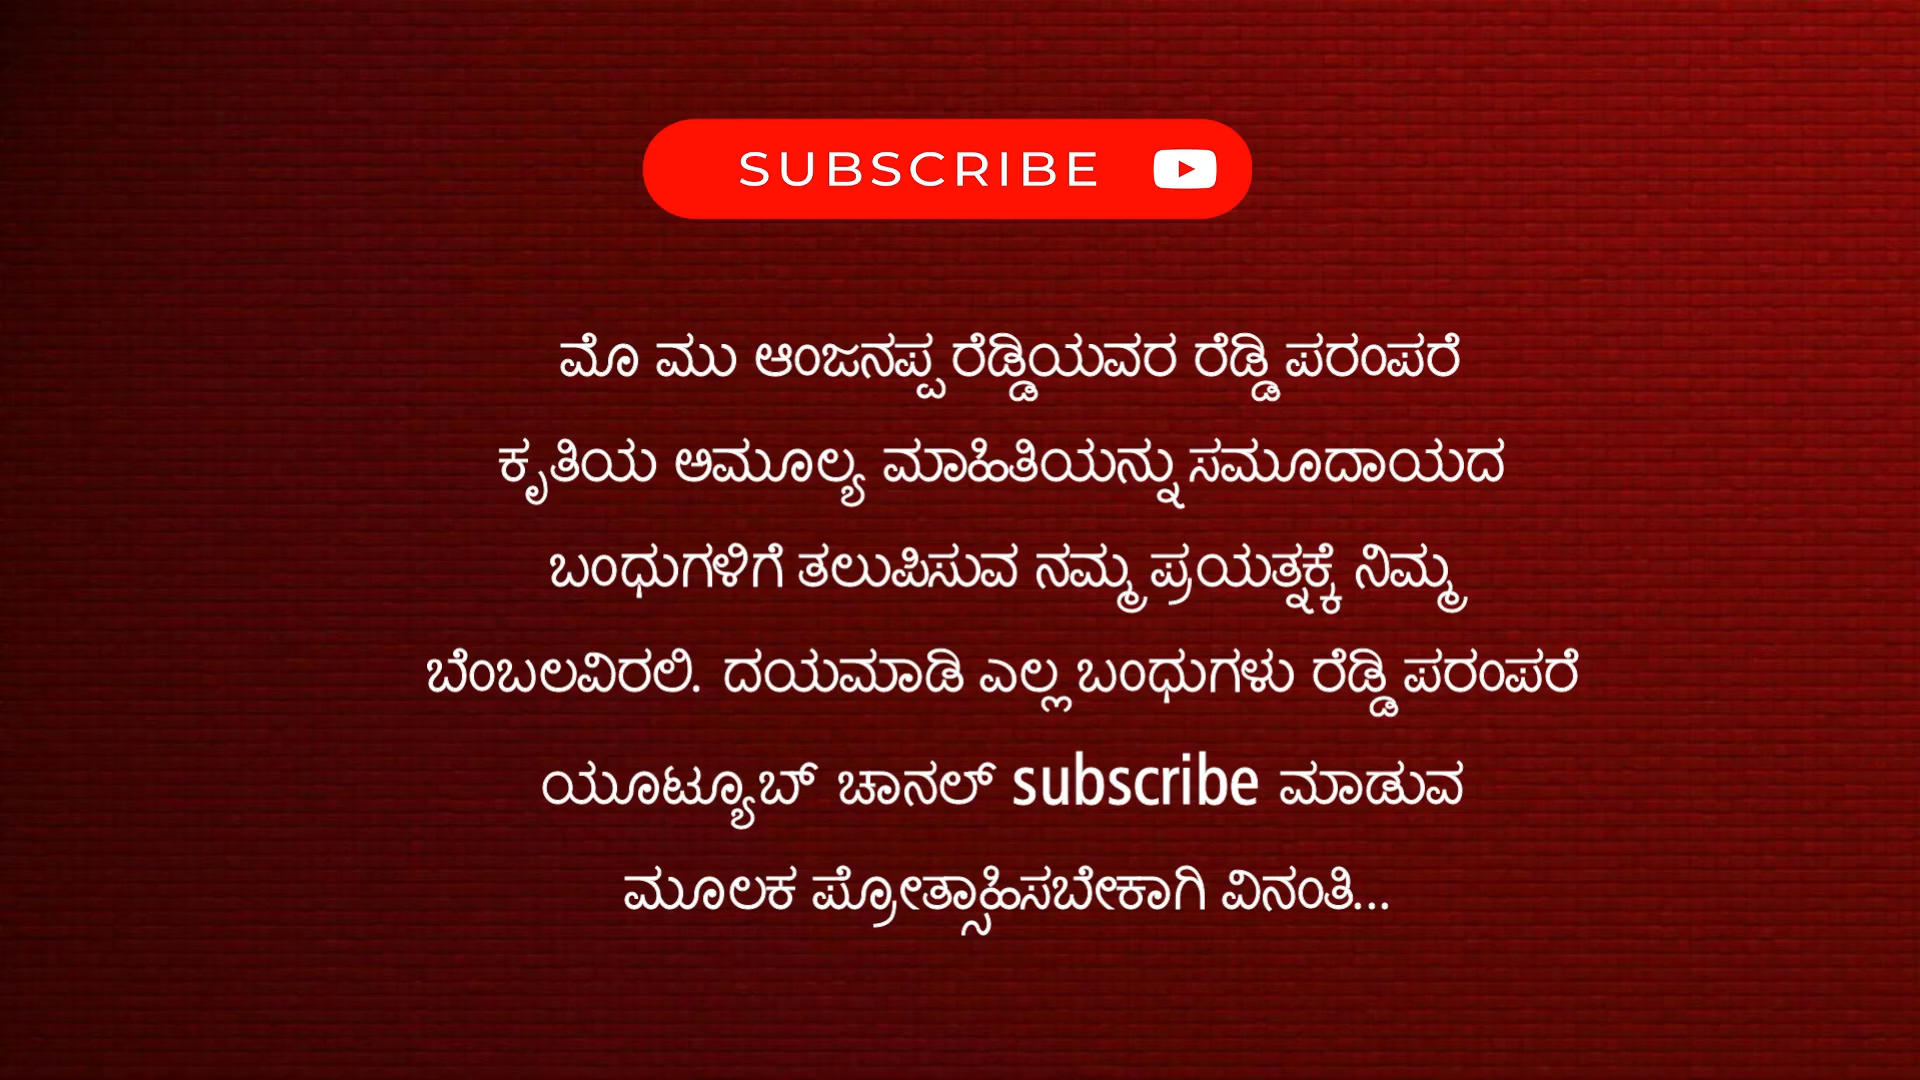 SUBSCRIBE
ಮೊ ಮು ಆಂಜನಪ್ಪ ರೆಡ್ಡಿಯವರ ರೆಡ್ಡಿ ಪರಂಪರೆ
ಕೃತಿಯ ಅಮೂಲ್ಯ ಮಾಹಿತಿಯನ್ನು ಸಮೂದಾಯದ
ಬಂಧುಗಳಿಗೆ ತಲುಪಿಸುವ ನಮ್ಮ ಪ್ರಯತ್ನಕ್ಕೆ ನಿಮ್ಮ
ಬೆಂಬಲವಿರಲಿ. ದಯಮಾಡಿ ಎಲ್ಲ ಬಂಧುಗಳು ರೆಡ್ಡಿ ಪರಂಪರೆ
ಯೂಟ್ಯೂಬ್ ಚಾನಲ್ subscribe ಮಾಡುವ
ಮೂಲಕ ಪ್ರೋತ್ಸಾಹಿಸಬೇಕಾಗಿ ವಿನಂತಿ...